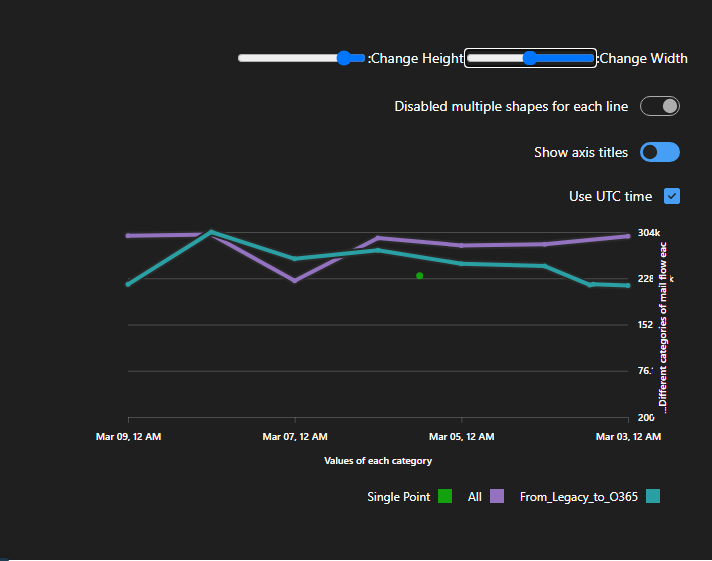 :Change Height :Change Width
Disabled multiple shapes for each line
Show axis titles
Use UTC time
304k
228 k
152
76.
200
...Different categories of mail flow eac
Mar 09, 12 AM Mar 07, 12 AM Mar 05, 12 AM Mar 03, 12 AM
Values of each category
Single Point All From_Legacy_to_O365